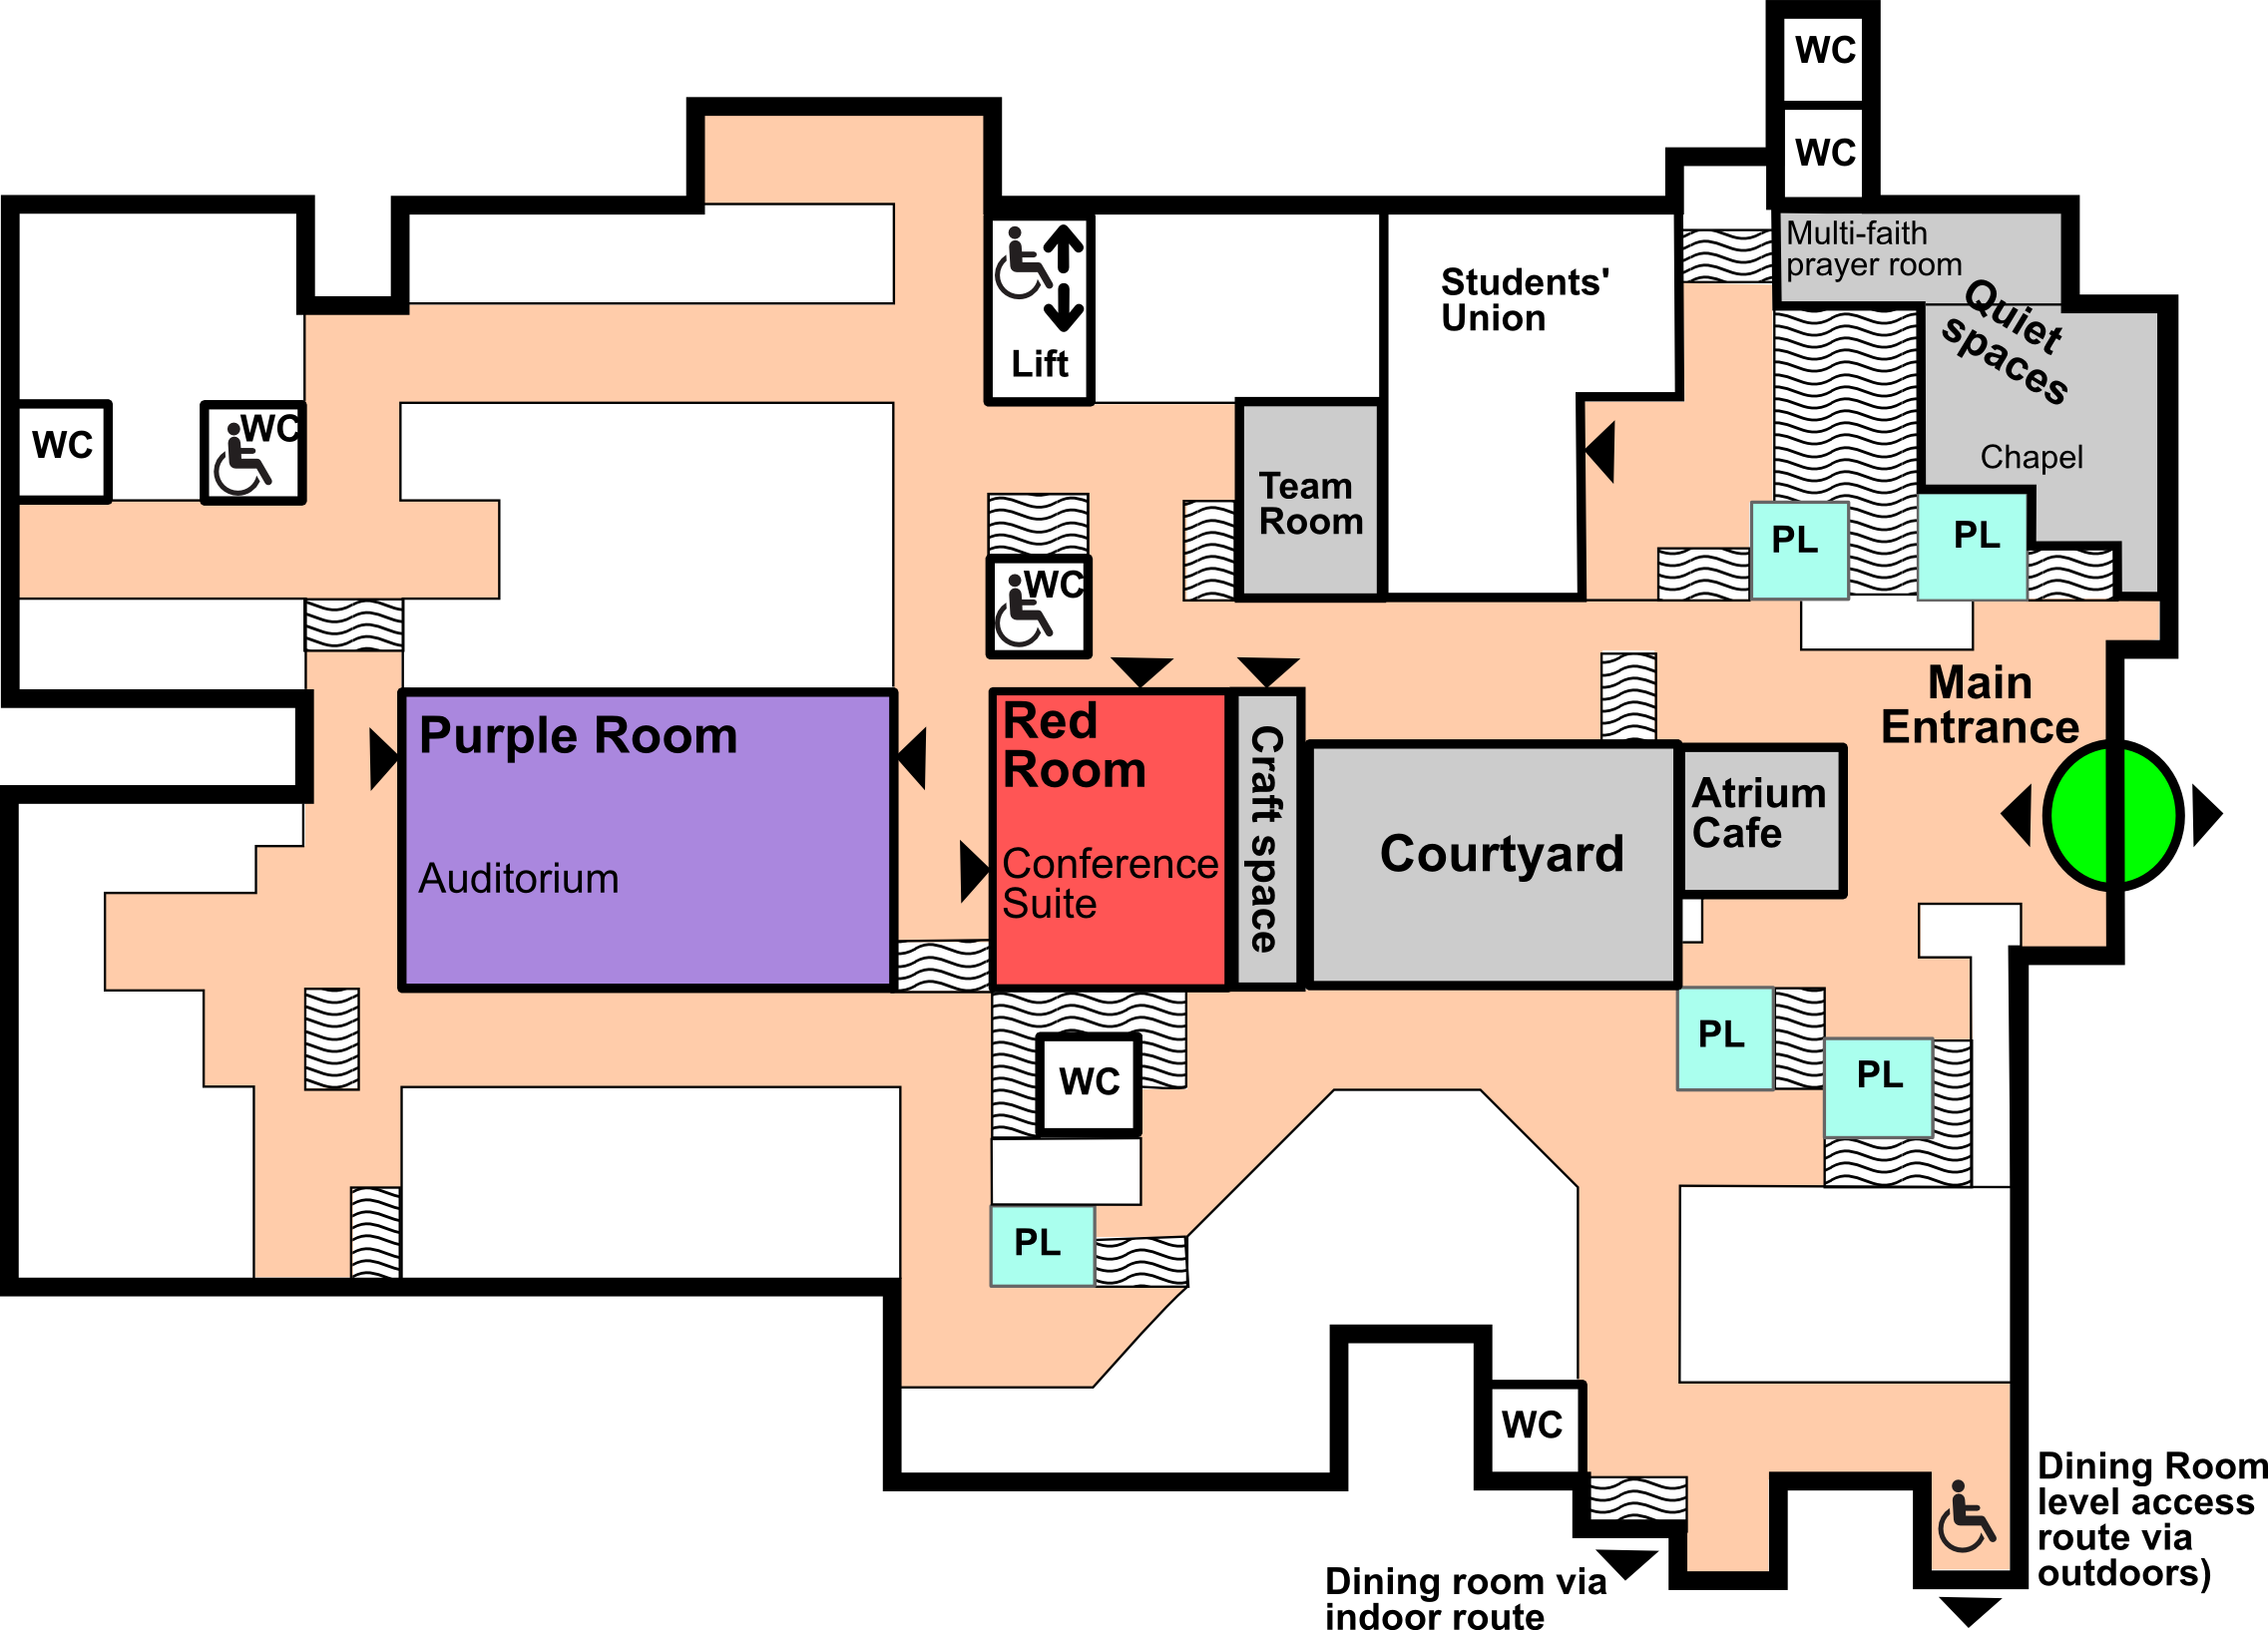 WC
WC
Multi-faith
prayer room
Quiet
spaces
Chapel
Students'
Union
Lift
WC
WC
Team
Room
PL
PL
WC
Main
Entrance
Purple Room
Auditorium
Red
Room
Conference
Suite
Craft space
Courtyard
Atrium
Cafe
PL
PL
WC
PL
WC
Dining Room
level access
route via
outdoors)
Dining room via
indoor route